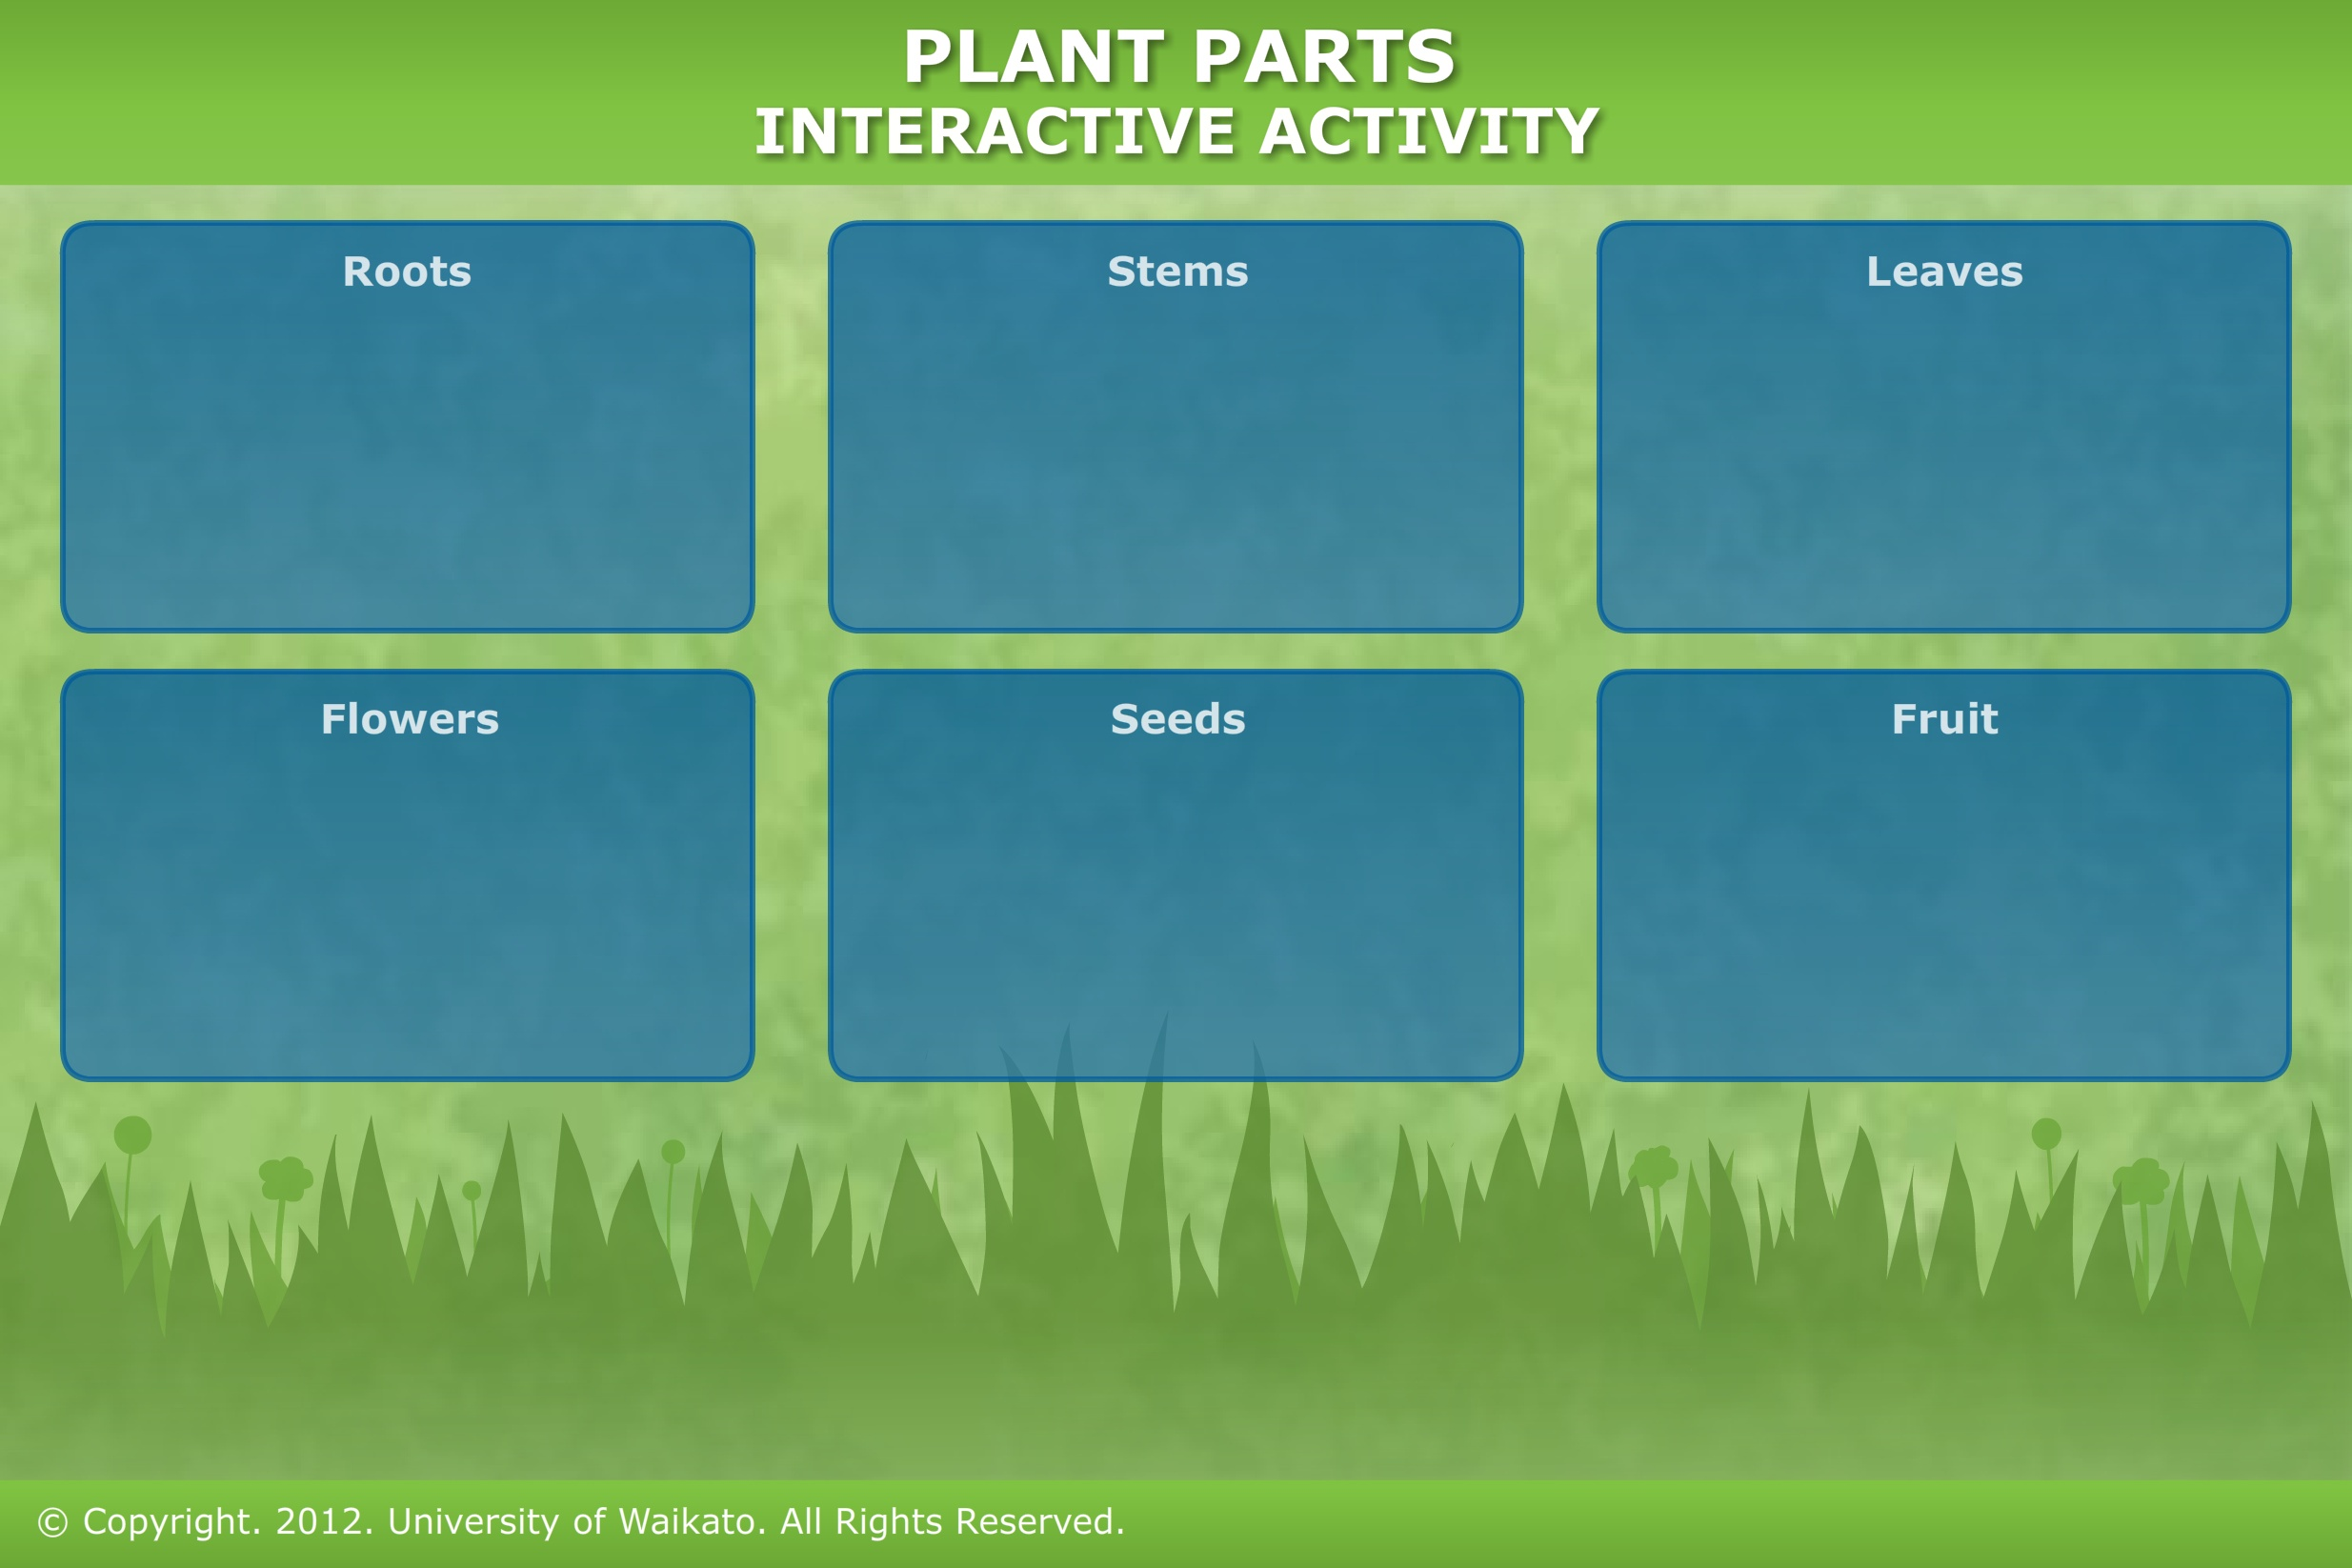 PLANT PARTS
INTERACTIVE ACTIVITY
Roots
Stems
Leaves
Flowers
Seeds
Fruit
© Copyright. 2012. University of Waikato. All Rights Reserved.